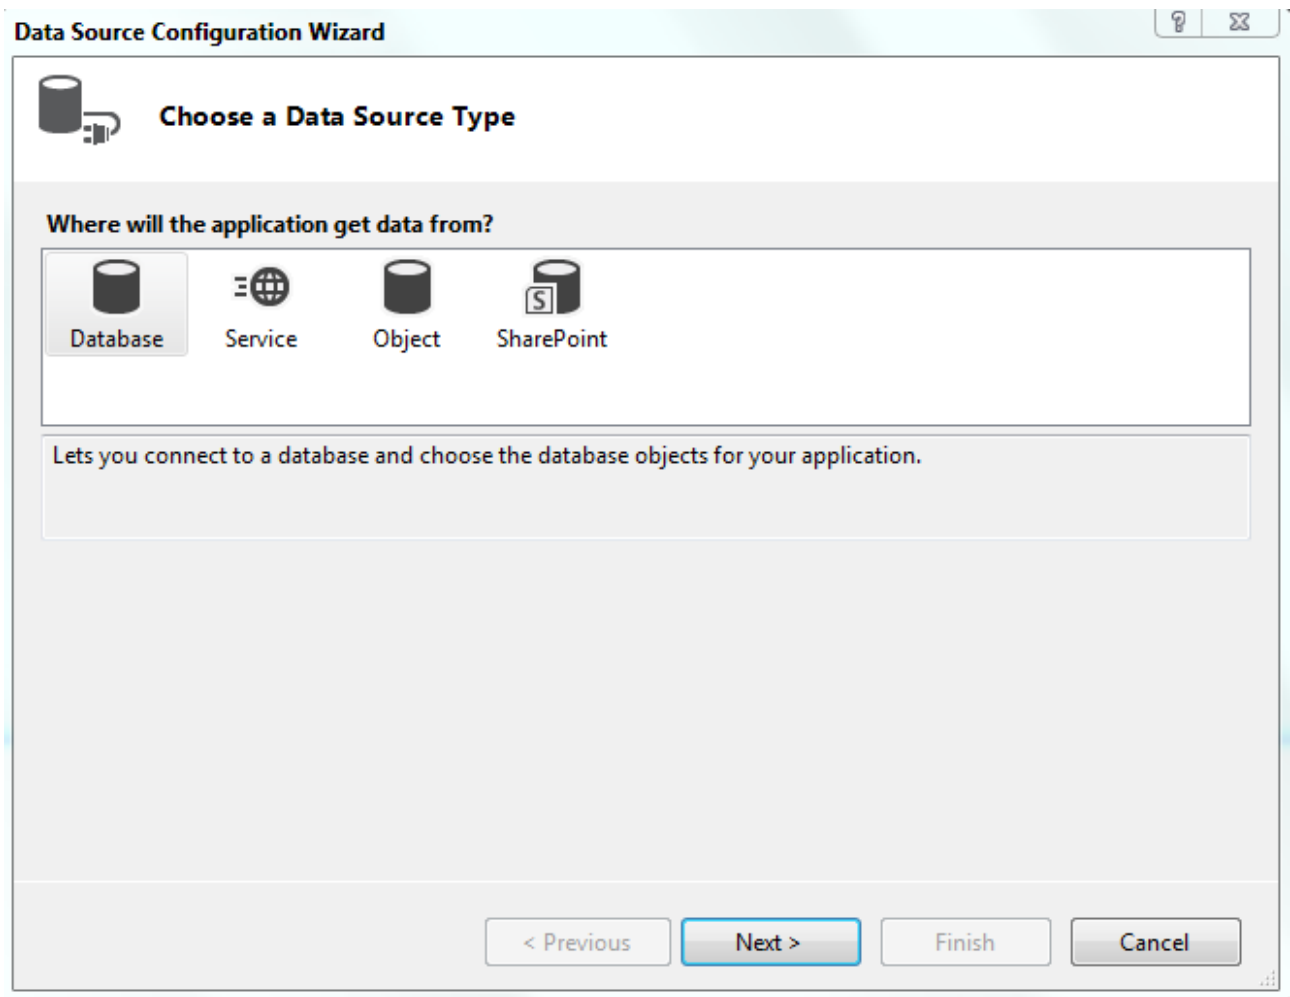 Data Source Configuration Wizard
Choose a Data Source Type
Where will the application get data from?
Database Service Object SharePoint
Lets you connect to a database and choose the database objects for your application.
< Previous Next > Finish Cancel